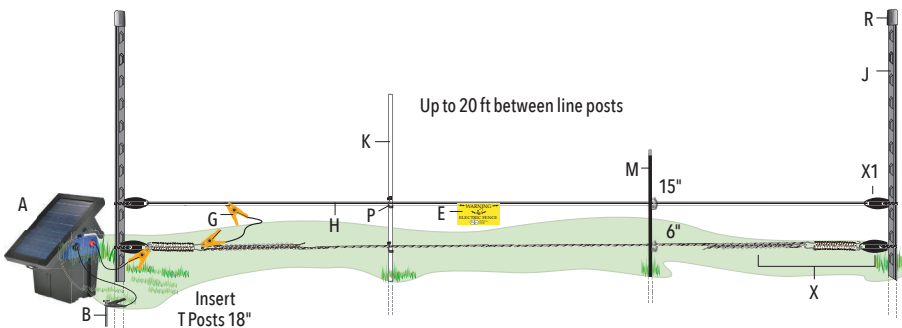 R
J
Up to 20 ft between line posts
K
M
15"
X1
A
G
H
P
E
WARNING
ELECTRIC FENCE
6"
X
B
Insert
T Posts 18"